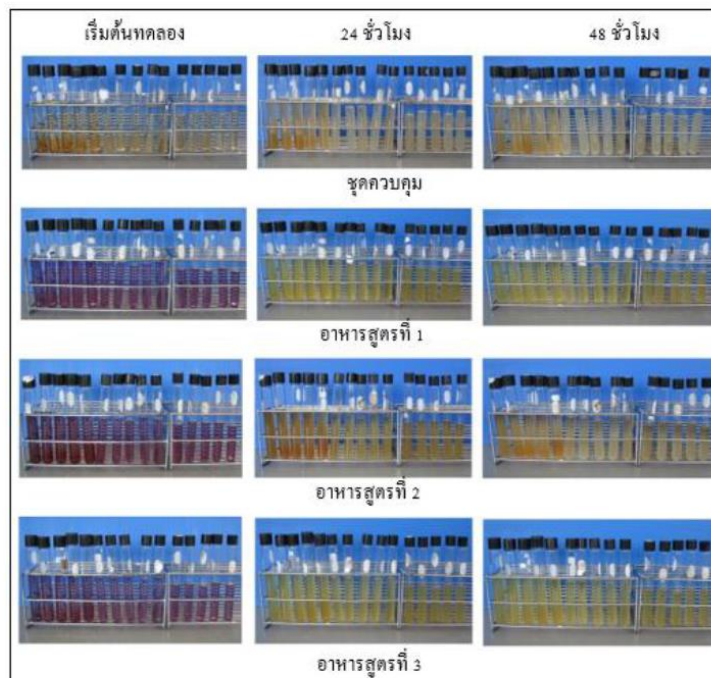 เริ่มต้นทดลอง 24 ชั่วโมง 48 ชั่วโมง
ชุดควบคุม
อาหารสูตรที่ 1
อาหารสูตรที่ 2
อาหารสูตรที่ 3